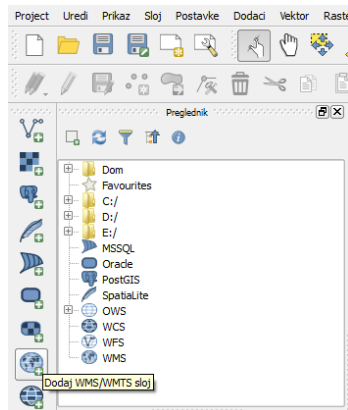 Project Uredi Prikaz Sloj Postavke Dodaci Vektor Raste
Preglednik
Dom
Favourites
C:/
D:/
E:/
MSSQL
Oracle
PostGIS
SpatiaLite
OWS
WCS
WFS
WMS
Dodaj WMS/WMTS sloj